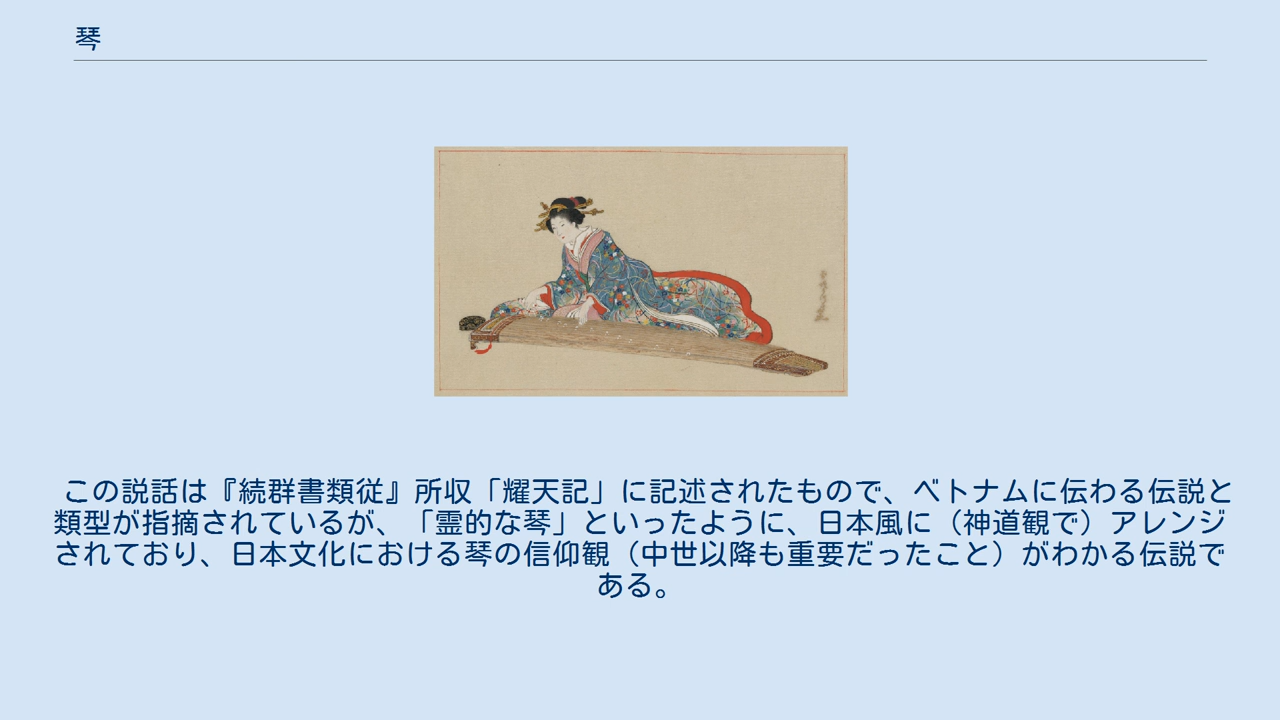 琴
この説話は『続群書類従』所収「耀天記」に記述されたもので、ベトナムに伝わる伝説と
類型が指摘されているが、「霊的な琴」といったように、日本風に（神道観で）アレンジ
されており、日本文化における琴の信仰観（中世以降も重要だったこと）がわかる伝説で
ある。